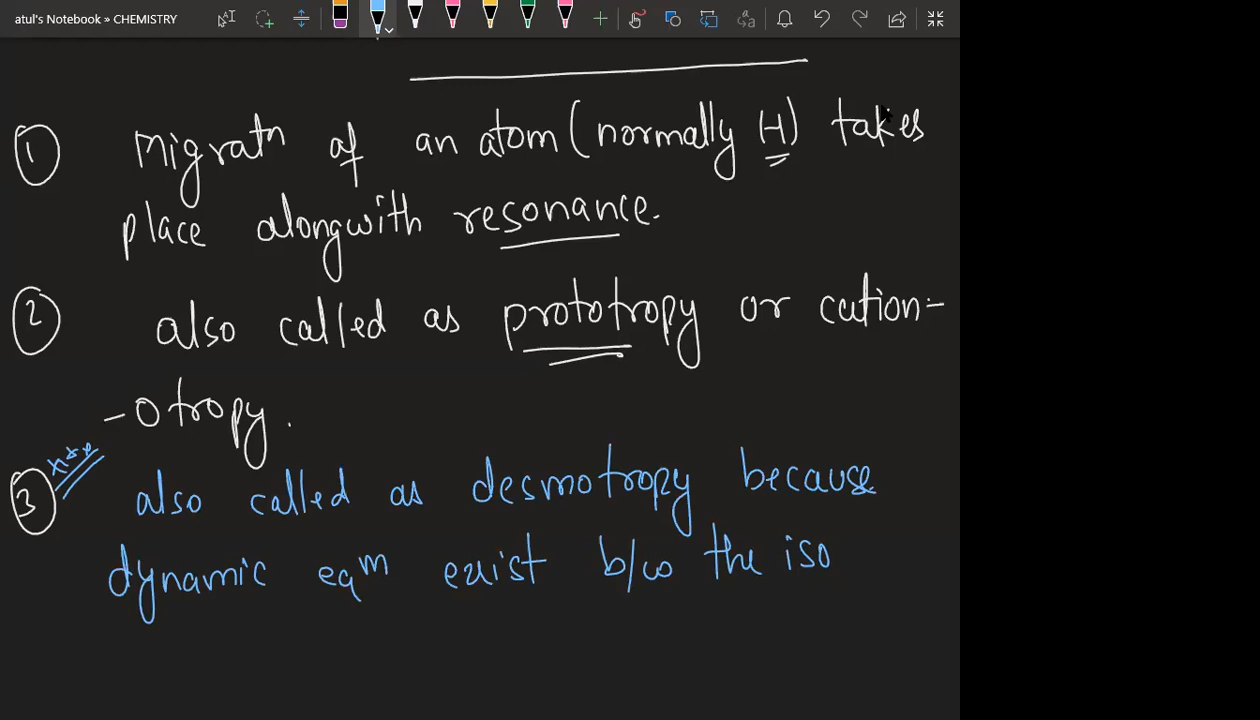 atul's Notebook » CHEMISTRY
① Migratn of an atom (normally H) takes
place alongwith resonance.
② also called as prototropy or cation-
-otropy.
③ also called as desmotropy because
dynamic eqm exist b/w the iso